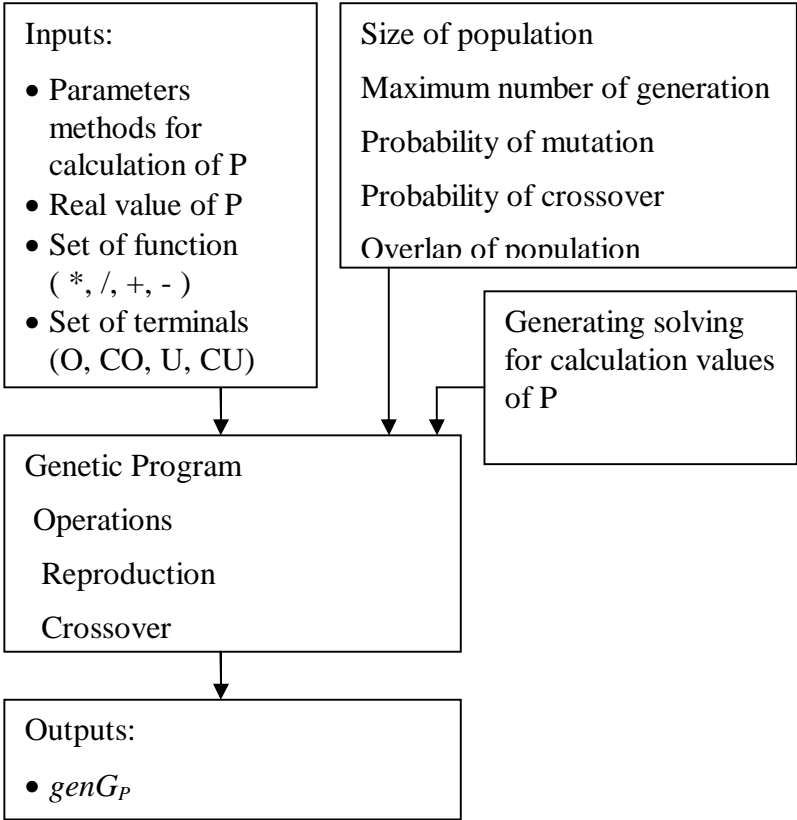 Inputs:
• Parameters
methods for
calculation of P
• Real value of P
• Set of function
( *, /, +, - )
• Set of terminals
(O, CO, U, CU)
Size of population
Maximum number of generation
Probability of mutation
Probability of crossover
Overlap of population
Generating solving
for calculation values
of P
Genetic Program
Operations
Reproduction
Crossover
Outputs:
• genGP